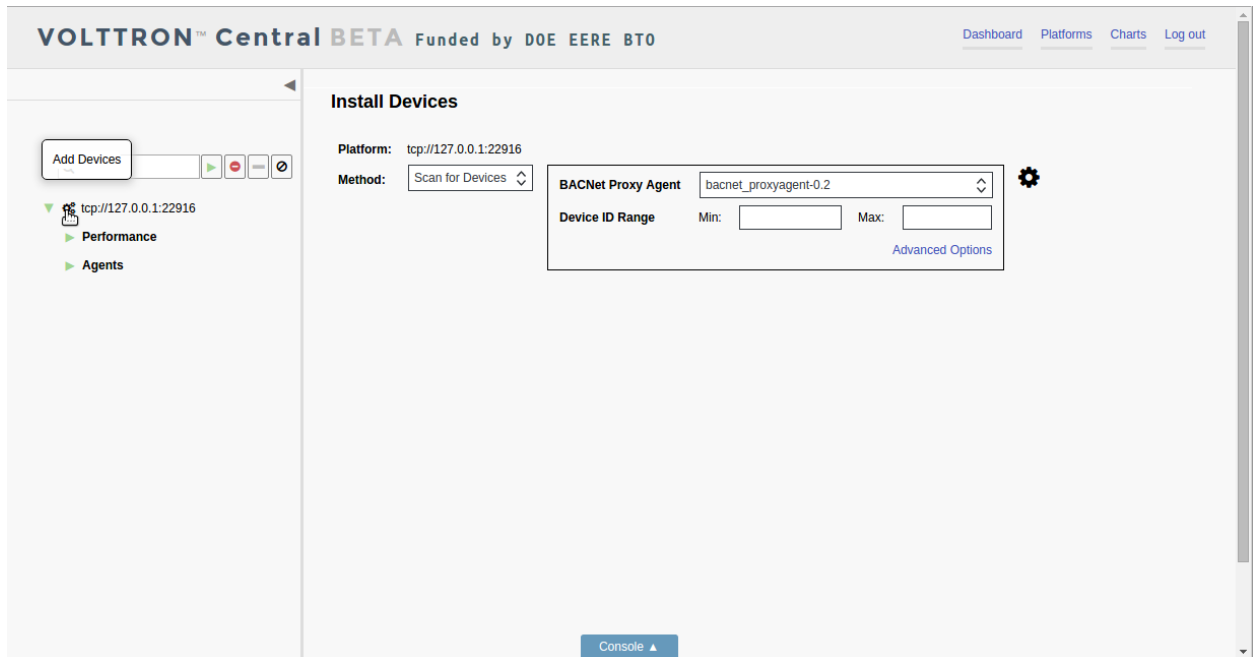 VOLTTRON™ Central BETA Funded by DOE EERE BTO
Dashboard Platforms Charts Log out
Add Devices
tcp://127.0.0.1:22916
Performance
Agents
Install Devices
Platform: tcp://127.0.0.1:22916
Method: Scan for Devices
BACNet Proxy Agent bacnet_proxyagent-0.2
Device ID Range Min: Max:
Advanced Options
Console ▲